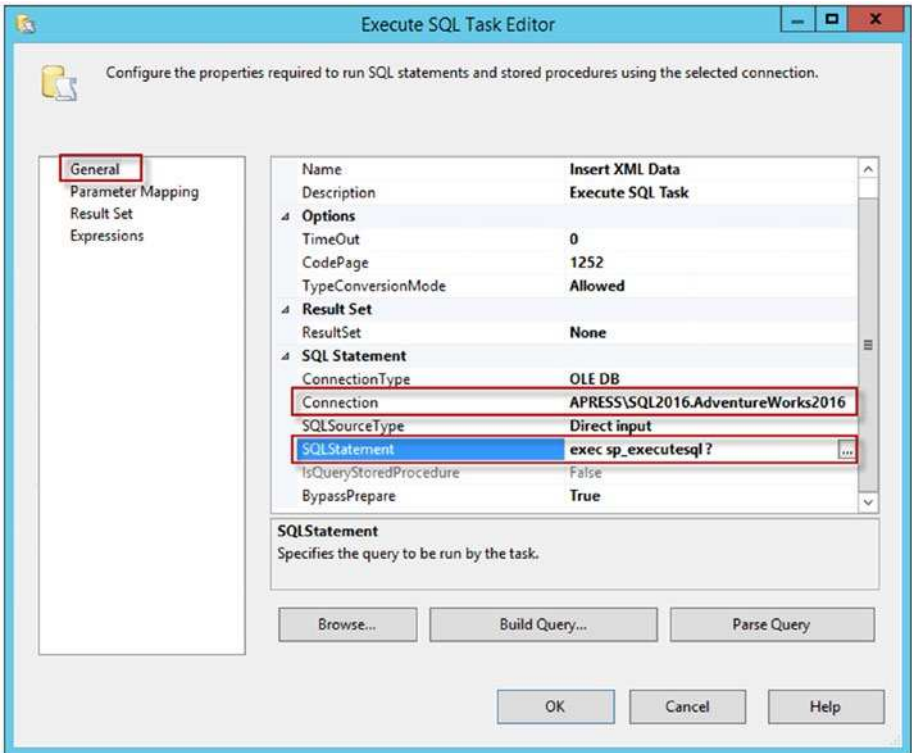 Execute SQL Task Editor
Configure the properties required to run SQL statements and stored procedures using the selected connection.
General
Parameter Mapping
Result Set
Expressions
Name Insert XML Data
Description Execute SQL Task
Options
TimeOut 0
CodePage 1252
TypeConversionMode Allowed
Result Set
ResultSet None
SQL Statement
ConnectionType OLE DB
Connection APRESS\SQL2016.AdventureWorks2016
SQLSourceType Direct input
SQLStatement exec sp_executesql ? ...
IsQueryStoredProcedure False
BypassPrepare True
SQLStatement
Specifies the query to be run by the task.
Browse... Build Query... Parse Query
OK Cancel Help